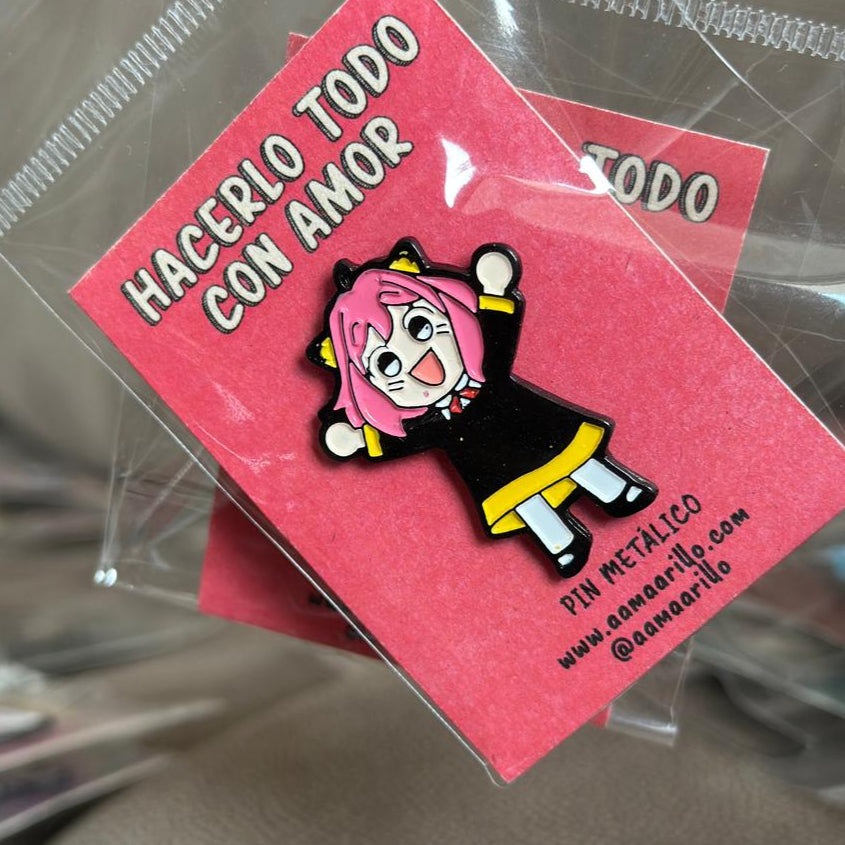 HACERLO TODO
CON AMOR
TODO
PIN METÁLICO
www.aamaarillo.com
@aamaarillo